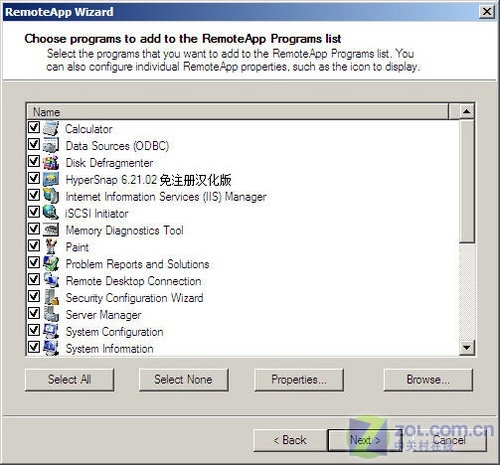 RemoteApp Wizard
Choose programs to add to the RemoteApp Programs list
Select the programs that you want to add to the RemoteApp Programs list. You
can also configure individual RemoteApp properties, such as the icon to display.
Name
Calculator
Data Sources (ODBC)
Disk Defragmenter
HyperSnap 6.21.02 免注册汉化版
Internet Information Services (IIS) Manager
iSCSI Initiator
Memory Diagnostics Tool
Paint
Problem Reports and Solutions
Remote Desktop Connection
Security Configuration Wizard
Server Manager
System Configuration
System Information
Select All Select None Properties... Browse...
< Back Next > Cancel
ZOL.COM.CN
中关村在线